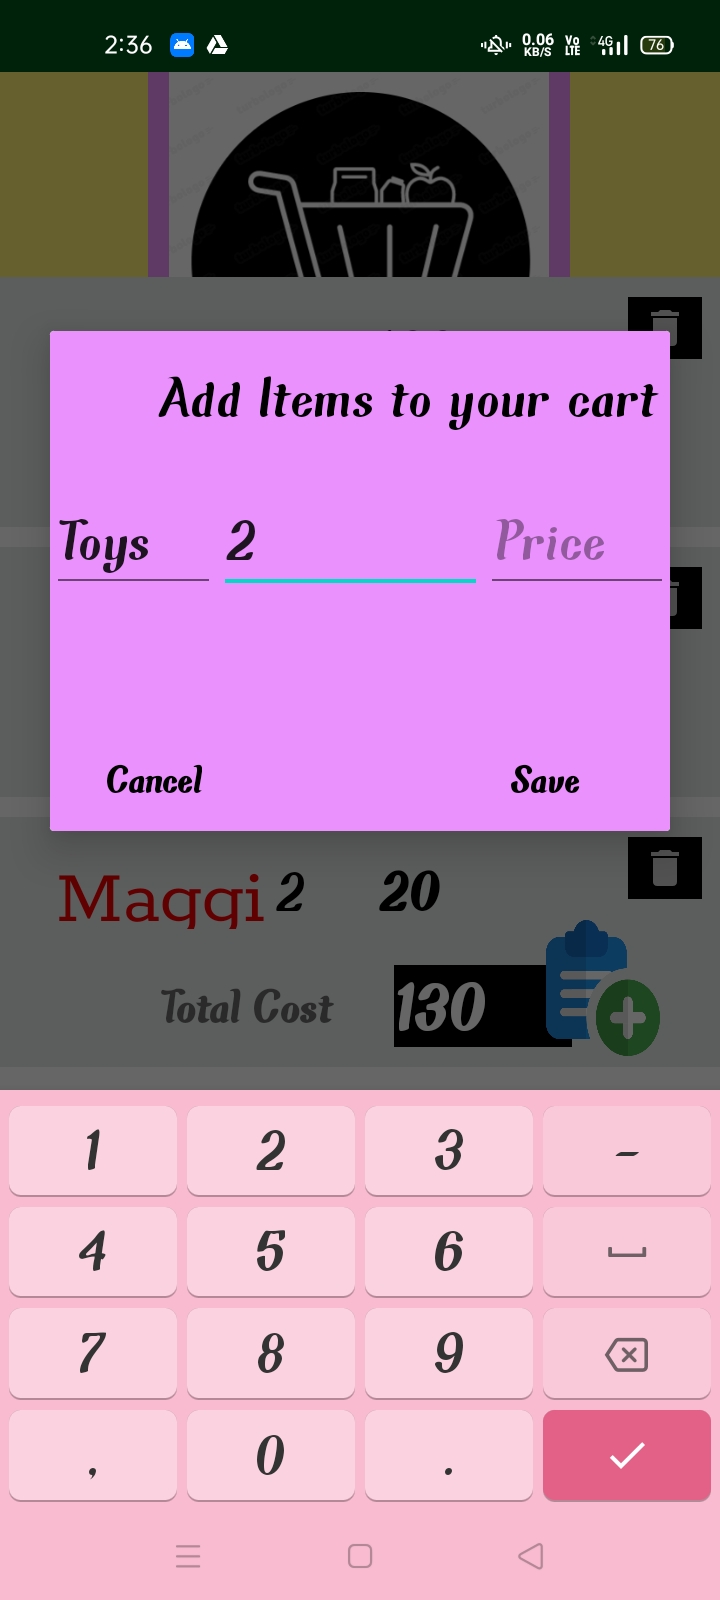 2:36 0.06 KB/S Vo LTE 4G 76
Add Items to your cart
Toys 2 Price
Cancel Save
Maggi 2 20
Total Cost 130
1 2 3 -
4 5 6
7 8 9
, 0 .